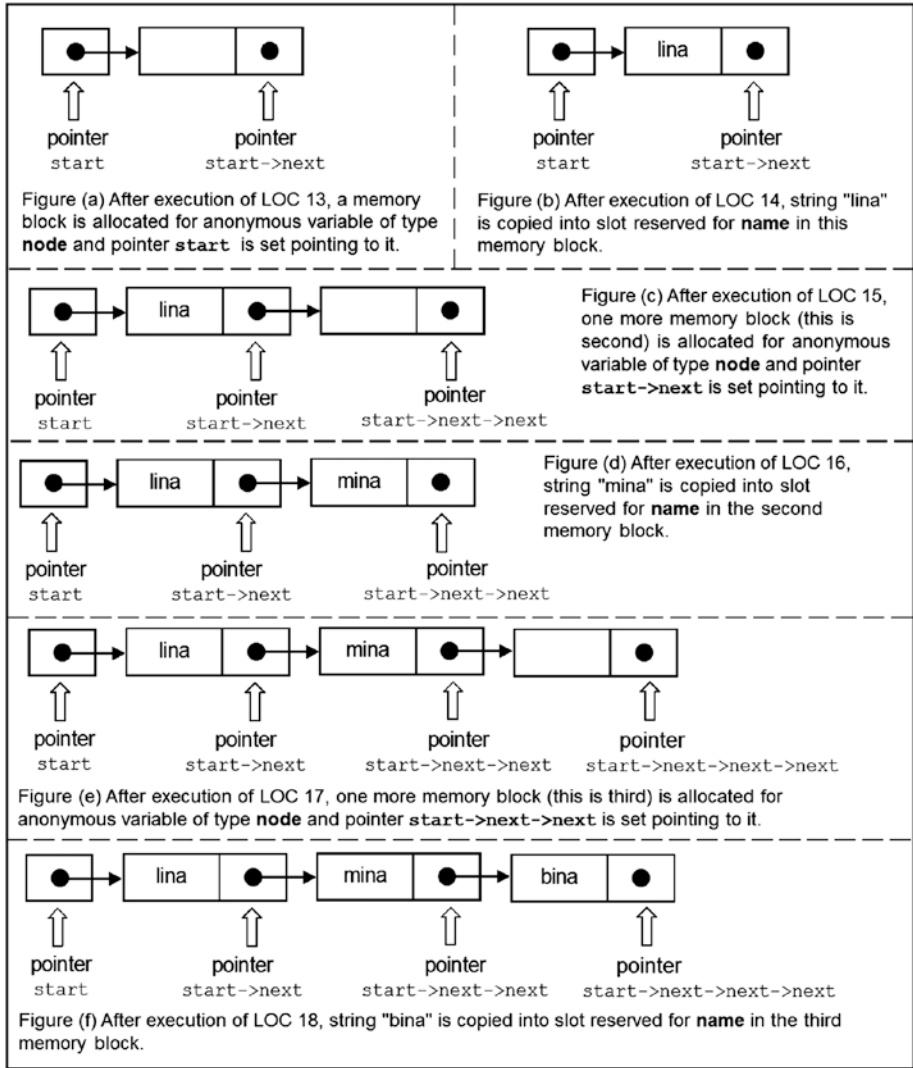 lina
pointer
start
pointer
start->next
pointer
start
pointer
start->next
Figure (a) After execution of LOC 13, a memory
block is allocated for anonymous variable of type
node and pointer start is set pointing to it.
Figure (b) After execution of LOC 14, string "lina"
is copied into slot reserved for name in this
memory block.
lina
pointer
start
pointer
start->next
pointer
start->next->next
Figure (c) After execution of LOC 15,
one more memory block (this is
second) is allocated for anonymous
variable of type node and pointer
start->next is set pointing to it.
lina
mina
pointer
start
pointer
start->next
pointer
start->next->next
Figure (d) After execution of LOC 16,
string "mina" is copied into slot
reserved for name in the second
memory block.
lina
mina
pointer
start
pointer
start->next
pointer
start->next->next
pointer
start->next->next->next
Figure (e) After execution of LOC 17, one more memory block (this is third) is allocated for
anonymous variable of type node and pointer start->next->next is set pointing to it.
lina
mina
bina
pointer
start
pointer
start->next
pointer
start->next->next
pointer
start->next->next->next
Figure (f) After execution of LOC 18, string "bina" is copied into slot reserved for name in the third
memory block.